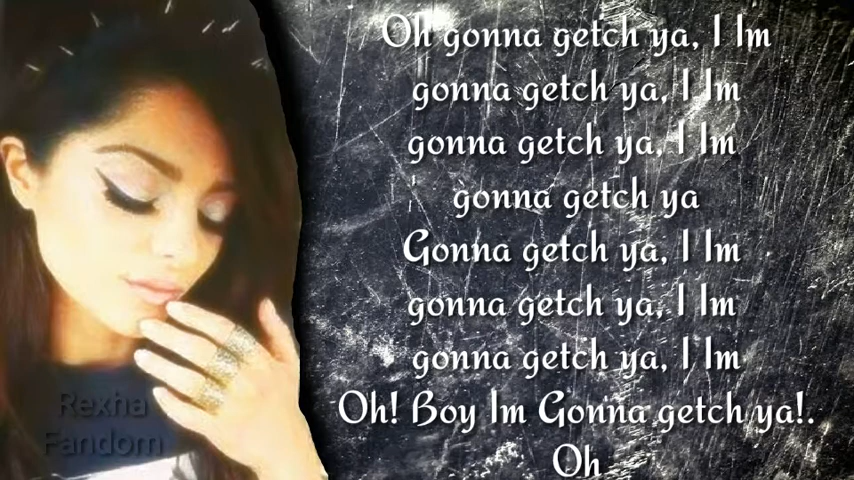 Oh gonna getch ya, I Im
gonna getch ya, I Im
gonna getch ya, I Im
gonna getch ya
Gonna getch ya, I Im
gonna getch ya, I Im
gonna getch ya, I Im
Oh! Boy Im Gonna getch ya!.
Oh
Rexha
Fandom